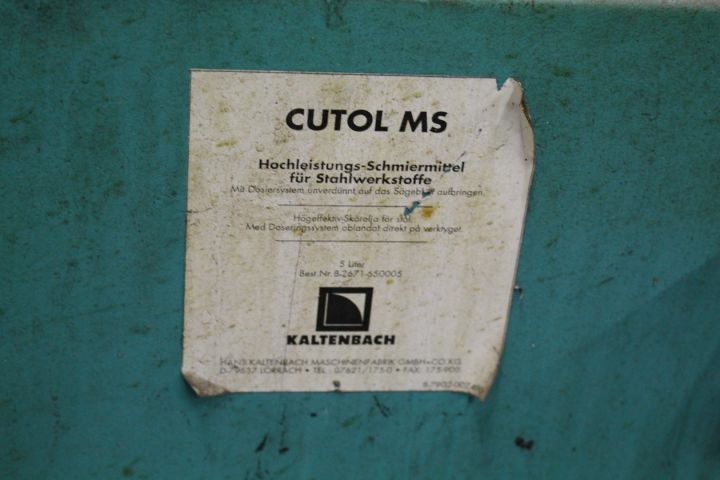 CUTOL MS
Hochleistungs-Schmiermittel
für Stahlwerkstoffe
Mit Dosiersystem unverdünnt auf das Sägeblatt aufbringen.
Högeffektiv-Skärolja för stål.
Med Doseringssystem oblandat direkt på verktyget.
5 Liter
Best.Nr. 8-2671-650005
KALTENBACH
HANS KALTENBACH MASCHINENFABRIK GMBH+CO.KG
D-79537 LÖRRACH • TEL.: 07621/175-0 • FAX: 175-900